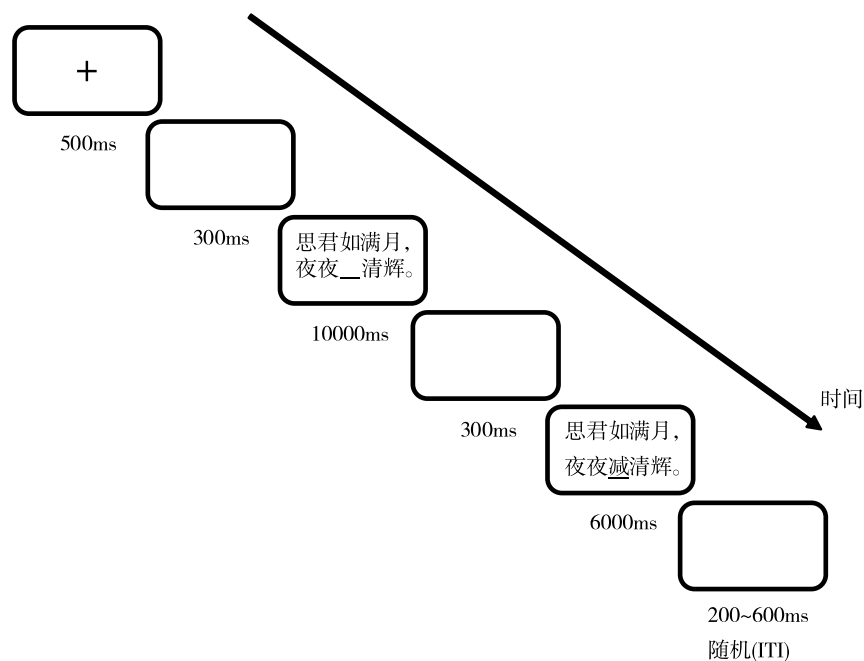 +
500ms
300ms
思君如满月，
夜夜__清辉。
10000ms
300ms
思君如满月，
夜夜减清辉。
6000ms
200~600ms
随机(ITI)
时间